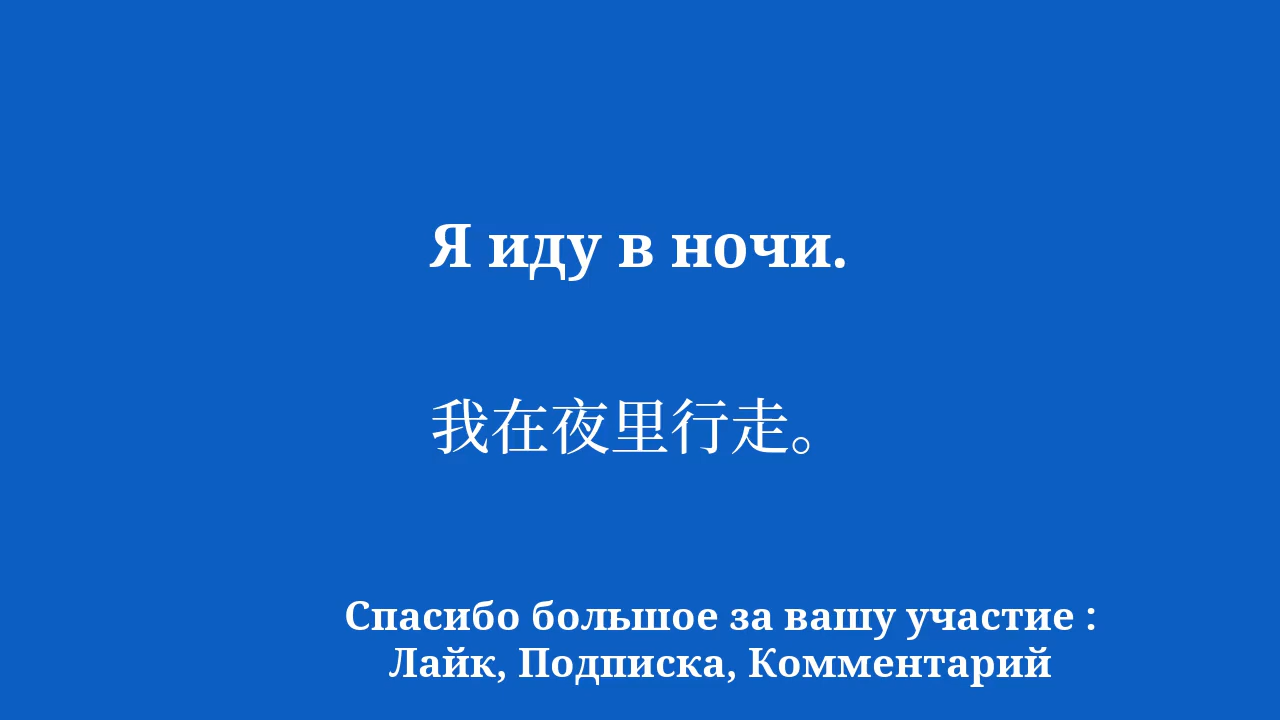 Я иду в ночи.
我在夜里行走。
Спасибо большое за вашу участие :
Лайк, Подписка, Комментарий